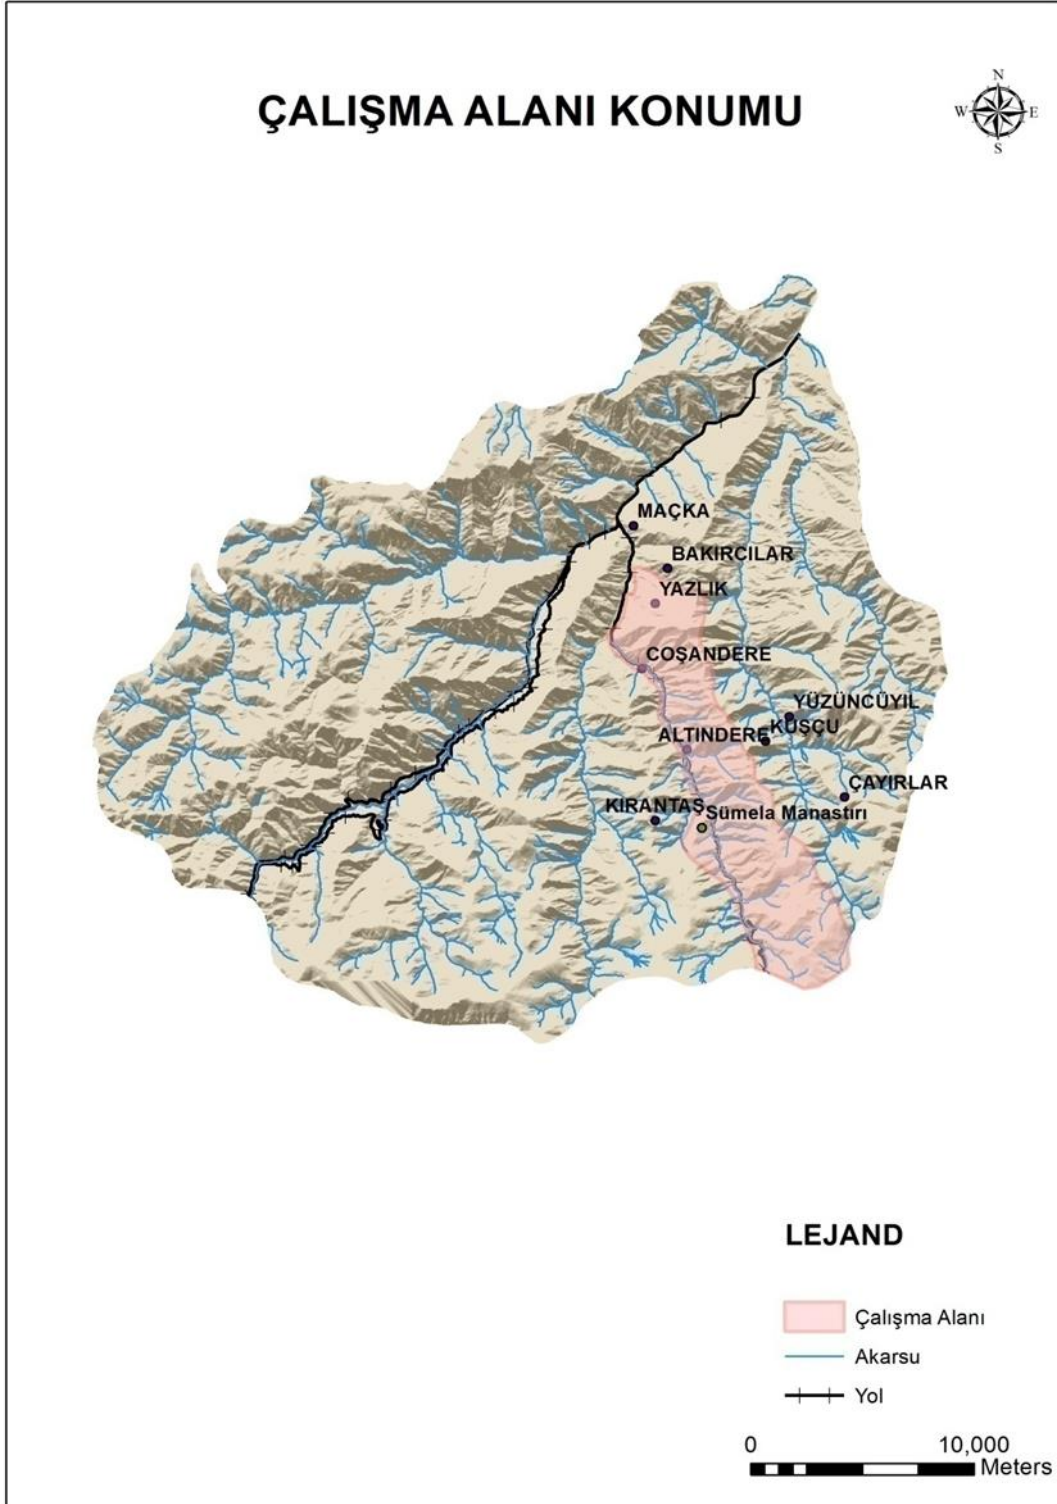 ÇALIŞMA ALANI KONUMU
N
W E
S
MAÇKA
BAKIRCILAR
YAZLIK
COŞANDERE
YÜZÜNCÜYIL
KUŞÇU
ALTINDERE
ÇAYIRLAR
KIRANTAŞ
Sümela Manastırı
LEJAND
Çalışma Alanı
Akarsu
Yol
0 10,000
Meters